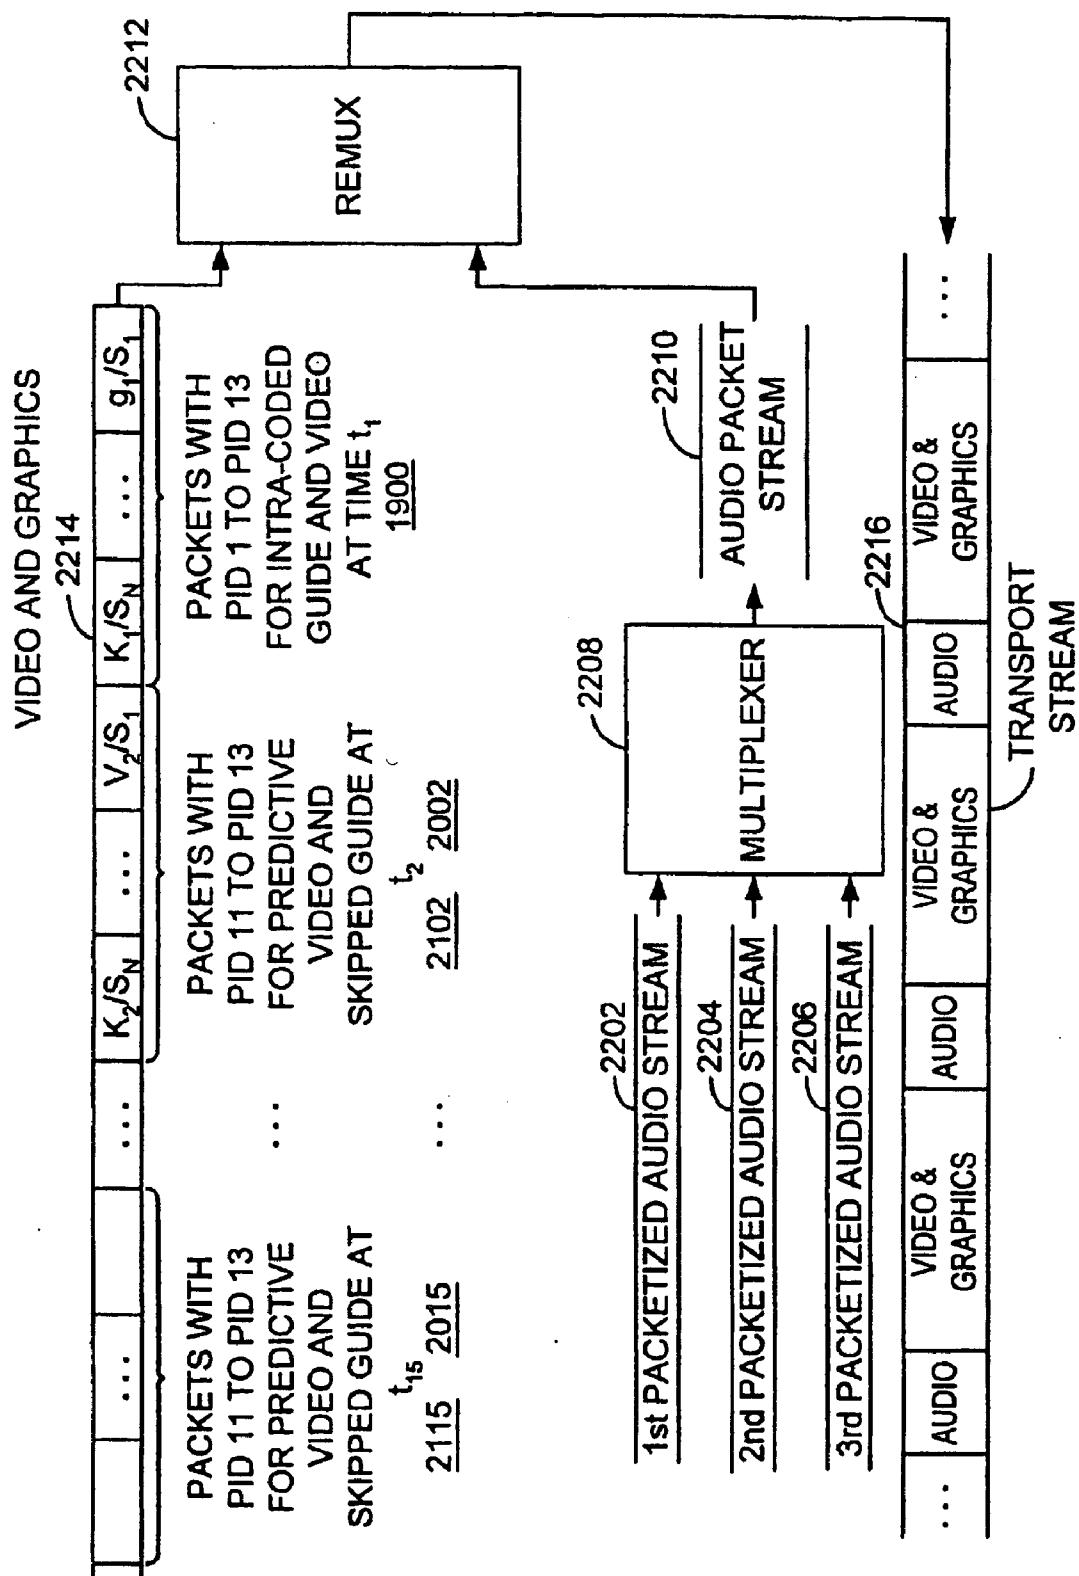 VIDEO AND GRAPHICS
2214
... K₂/S_N ... V₂/S₁ K₁/S_N ... g₁/S₁
...
PACKETS WITH
PID 11 TO PID 13
FOR PREDICTIVE
VIDEO AND
SKIPPED GUIDE AT
t₁₅
2115 2015
...
...
PACKETS WITH
PID 11 TO PID 13
FOR PREDICTIVE
VIDEO AND
SKIPPED GUIDE AT
t₂
2102 2002
PACKETS WITH
PID 1 TO PID 13
FOR INTRA-CODED
GUIDE AND VIDEO
AT TIME t₁
1900
2212
REMUX
2202
1st PACKETIZED AUDIO STREAM
2204
2nd PACKETIZED AUDIO STREAM
2206
3rd PACKETIZED AUDIO STREAM
2208
MULTIPLEXER
2210
AUDIO PACKET
STREAM
2216
...
AUDIO
VIDEO &
GRAPHICS
AUDIO
VIDEO &
GRAPHICS
AUDIO
VIDEO &
GRAPHICS
...
TRANSPORT
STREAM